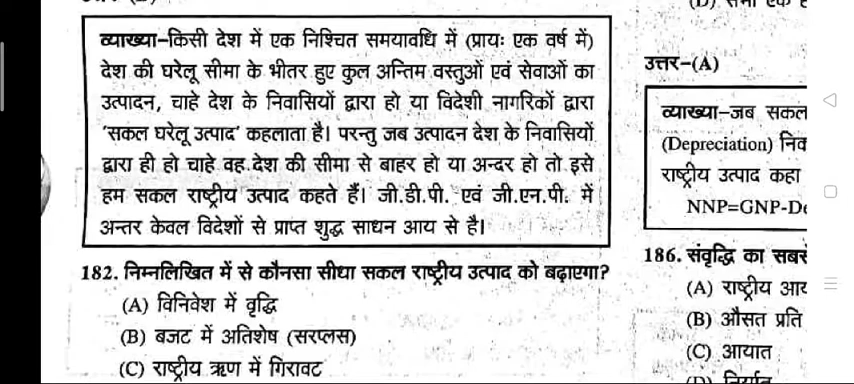 व्याख्या–किसी देश में एक निश्चित समयावधि में (प्रायः एक वर्ष में)
देश की घरेलू सीमा के भीतर हुए कुल अन्तिम वस्तुओं एवं सेवाओं का
उत्पादन, चाहे देश के निवासियों द्वारा हो या विदेशी नागरिकों द्वारा
'सकल घरेलू उत्पाद' कहलाता है। परन्तु जब उत्पादन देश के निवासियों
द्वारा ही हो चाहे वह देश की सीमा से बाहर हो या अन्दर हो तो इसे
हम सकल राष्ट्रीय उत्पाद कहते हैं। जी.डी.पी. एवं जी.एन.पी. में
अन्तर केवल विदेशों से प्राप्त शुद्ध साधन आय से है।
182. निम्नलिखित में से कौनसा सीधा सकल राष्ट्रीय उत्पाद को बढ़ाएगा?
(A) विनिवेश में वृद्धि
(B) बजट में अतिशेष (सरप्लस)
(C) राष्ट्रीय ऋण में गिरावट
उत्तर–(A)
व्याख्या–जब सकल
(Depreciation)
राष्ट्रीय उत्पाद कहा
NNP=GNP-De
186. संवृद्धि का सबसे
(A) राष्ट्रीय आय
(B) औसत प्रति
(C) आयात
(D) निर्यात